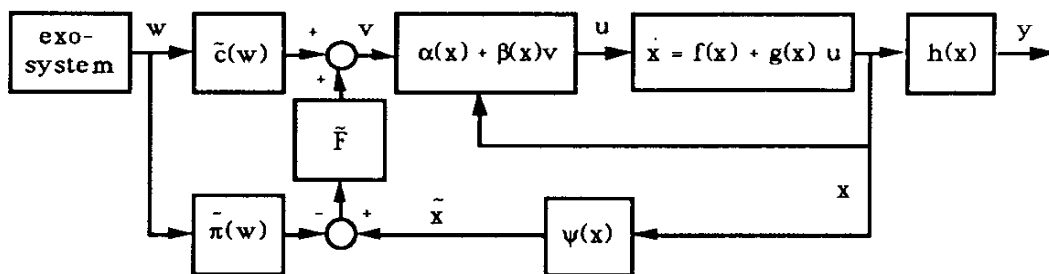 exo-
system
w
c̃(w)
+
+
v
α(x) + β(x)v
u
ẋ = f(x) + g(x) u
h(x)
y
F̃
x
π̃(w)
-
+
x̃
ψ(x)